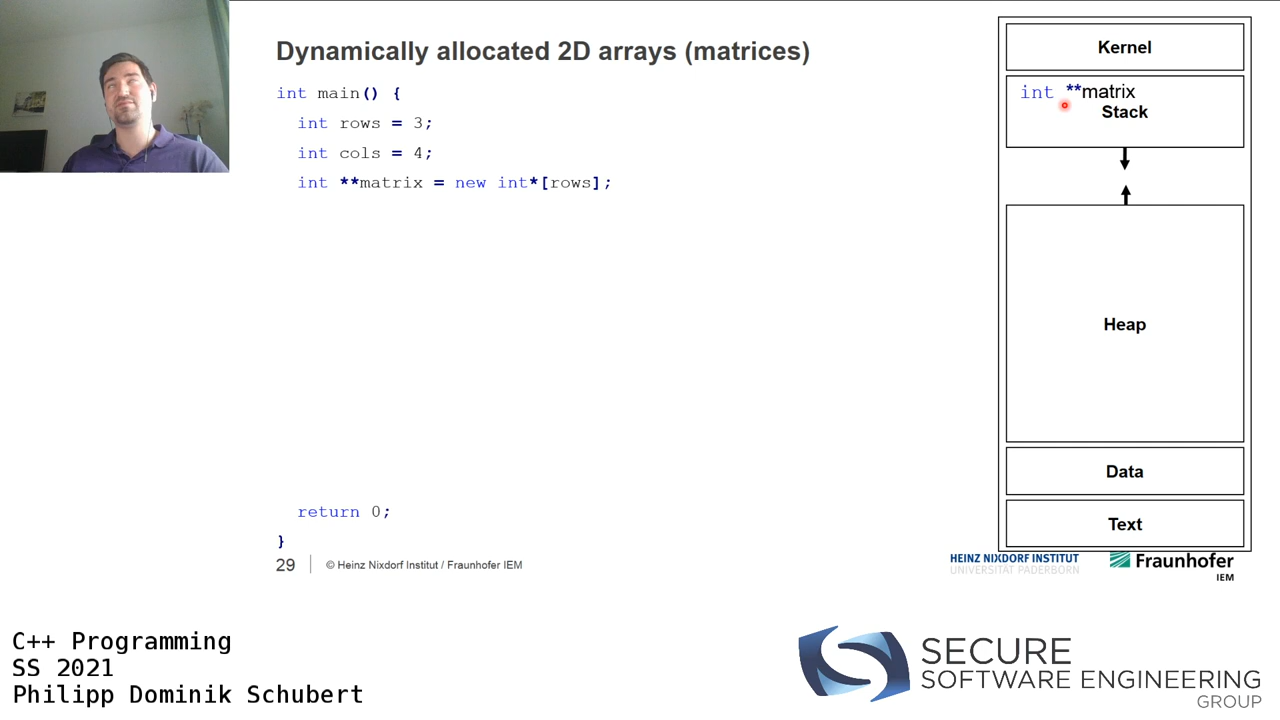 Dynamically allocated 2D arrays (matrices)
int main() {
int rows = 3;
int cols = 4;
int **matrix = new int*[rows];
return 0;
}
Kernel
int **matrix
Stack
Heap
Data
Text
29 © Heinz Nixdorf Institut / Fraunhofer IEM
HEINZ NIXDORF INSTITUT
UNIVERSITÄT PADERBORN
Fraunhofer
IEM
C++ Programming
SS 2021
Philipp Dominik Schubert
SECURE
SOFTWARE ENGINEERING
GROUP